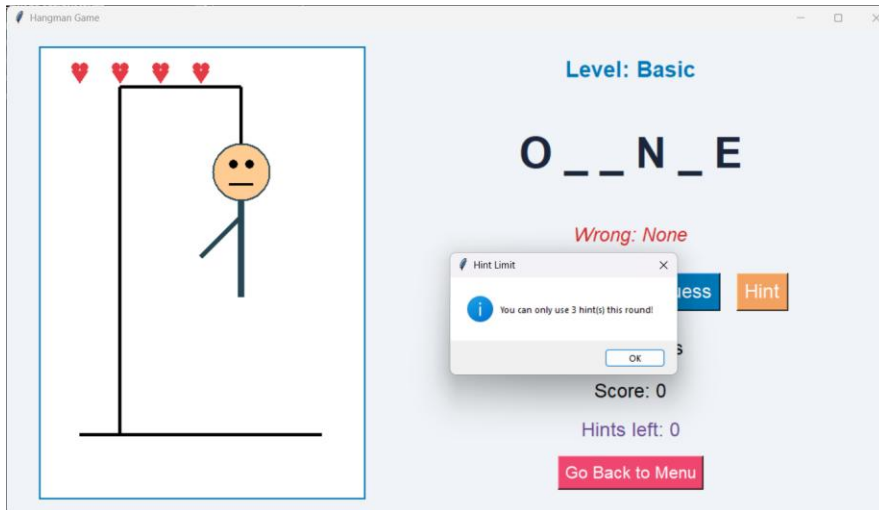 Hangman Game
Level: Basic
O _ _ N _ E
Wrong: None
Hint Limit
You can only use 3 hint(s) this round!
OK
Hint
Score: 0
Hints left: 0
Go Back to Menu